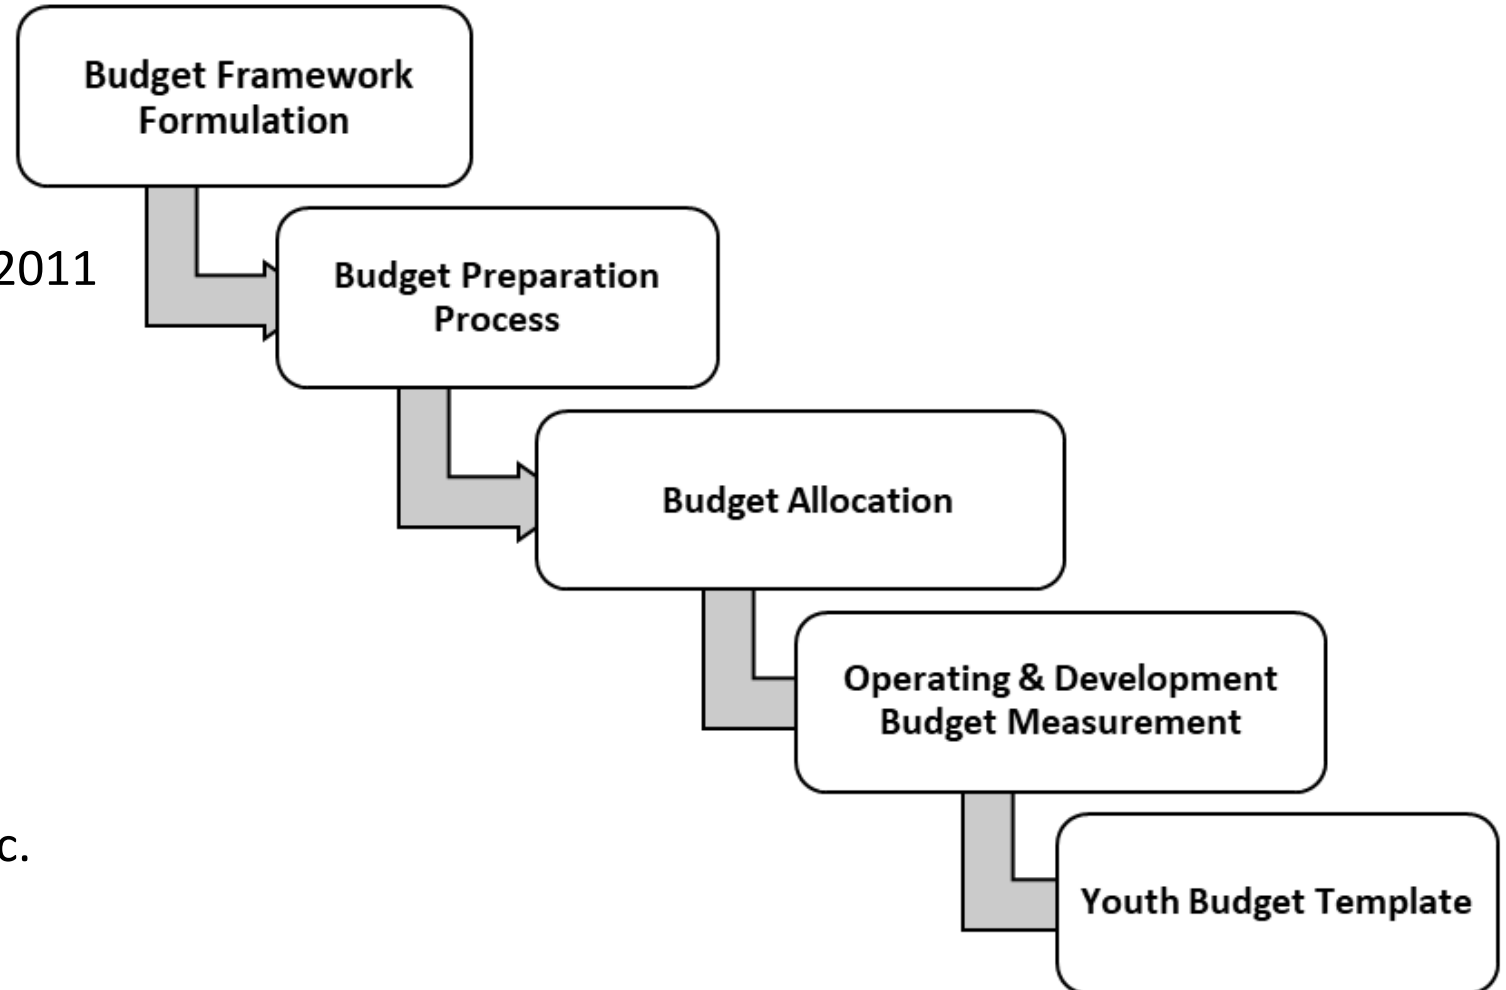 Budget Framework
Formulation
2011
Budget Preparation
Process
Budget Allocation
Operating & Development
Budget Measurement
c.
Youth Budget Template